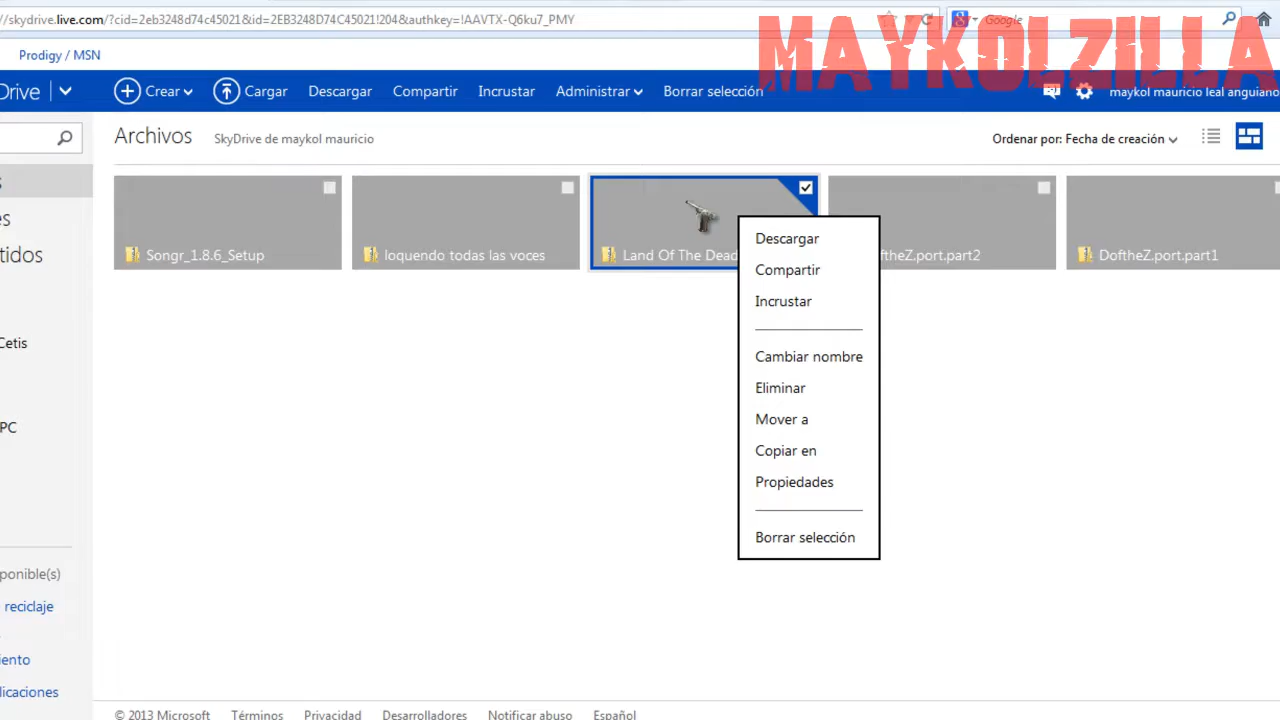 //skydrive.live.com/?cid=2eb3248d74c45021&id=2EB3248D74C45021!204&authkey=!AAVTX-Q6ku7_PMY
Google
MAYKOLZILLA
Prodigy / MSN
Drive
Crear
Cargar
Descargar
Compartir
Incrustar
Administrar
Borrar selección
maykol mauricio leal anguiano
Archivos
SkyDrive de maykol mauricio
Ordenar por: Fecha de creación
s
Songr_1.8.6_Setup
loquendo todas las voces
Land Of The Dead
ftheZ.port.part2
DoftheZ.port.part1
es
tidos
Cetis
PC
Descargar
Compartir
Incrustar
Cambiar nombre
Eliminar
Mover a
Copiar en
Propiedades
Borrar selección
ponible(s)
reciclaje
iento
licaciones
© 2013 Microsoft
Términos
Privacidad
Desarrolladores
Notificar abuso
Español